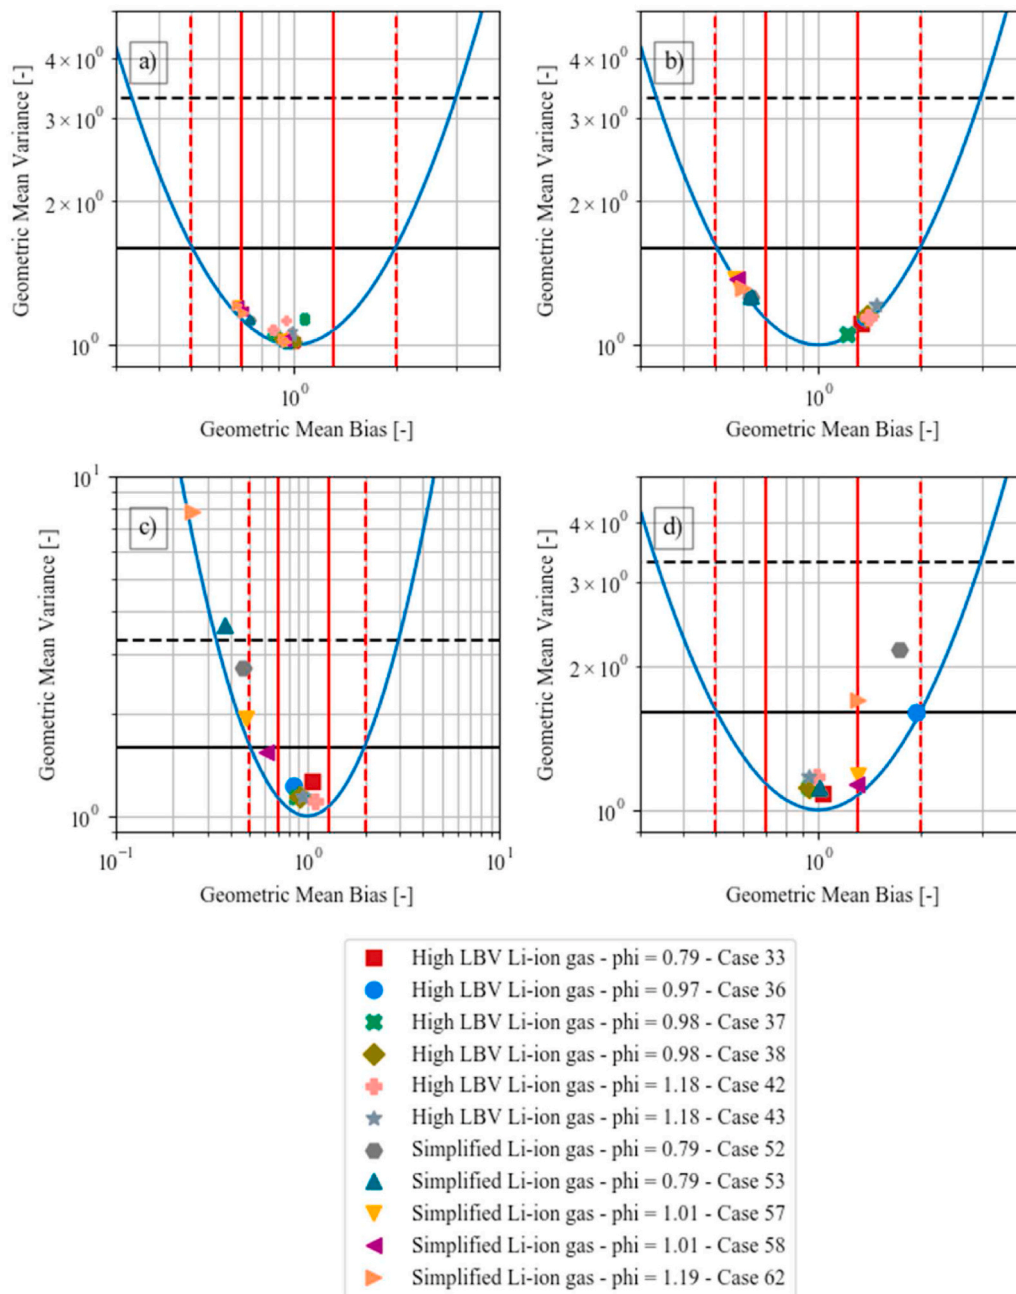 a)
4 × 10⁰
3 × 10⁰
2 × 10⁰
10⁰
Geometric Mean Variance [-]
10⁰
Geometric Mean Bias [-]
b)
4 × 10⁰
3 × 10⁰
2 × 10⁰
10⁰
Geometric Mean Variance [-]
10⁰
Geometric Mean Bias [-]
c)
10¹
10⁰
Geometric Mean Variance [-]
10⁻¹ 10⁰ 10¹
Geometric Mean Bias [-]
d)
4 × 10⁰
3 × 10⁰
2 × 10⁰
10⁰
Geometric Mean Variance [-]
10⁰
Geometric Mean Bias [-]
High LBV Li-ion gas - phi = 0.79 - Case 33
High LBV Li-ion gas - phi = 0.97 - Case 36
High LBV Li-ion gas - phi = 0.98 - Case 37
High LBV Li-ion gas - phi = 0.98 - Case 38
High LBV Li-ion gas - phi = 1.18 - Case 42
High LBV Li-ion gas - phi = 1.18 - Case 43
Simplified Li-ion gas - phi = 0.79 - Case 52
Simplified Li-ion gas - phi = 0.79 - Case 53
Simplified Li-ion gas - phi = 1.01 - Case 57
Simplified Li-ion gas - phi = 1.01 - Case 58
Simplified Li-ion gas - phi = 1.19 - Case 62